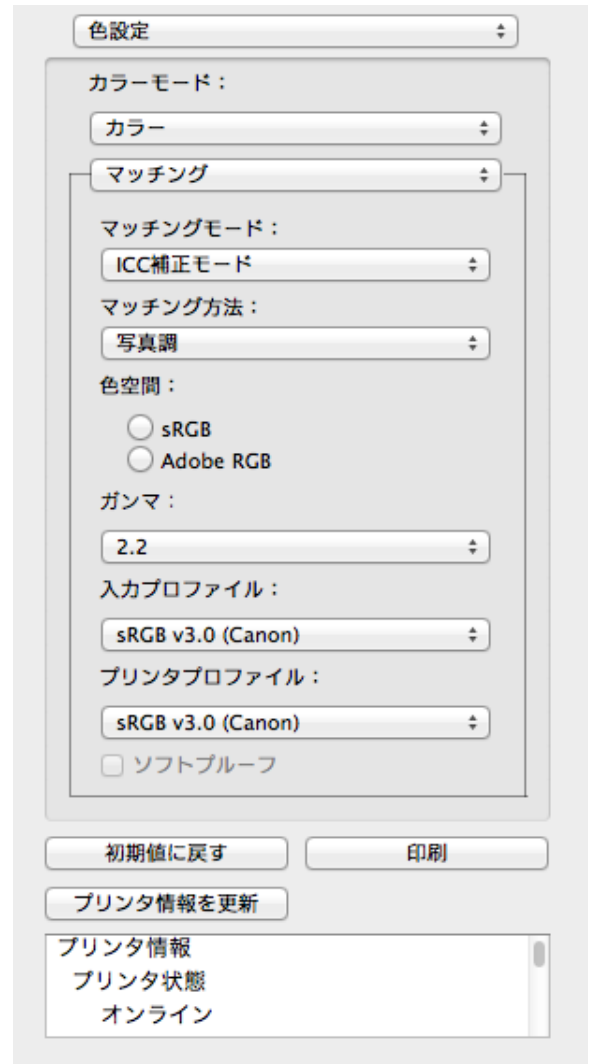 色設定
カラーモード：
カラー
マッチング
マッチングモード：
ICC補正モード
マッチング方法：
写真調
色空間：
sRGB
Adobe RGB
ガンマ：
2.2
入力プロファイル：
sRGB v3.0 (Canon)
プリンタプロファイル：
sRGB v3.0 (Canon)
ソフトプルーフ
初期値に戻す
印刷
プリンタ情報を更新
プリンタ情報
プリンタ状態
オンライン